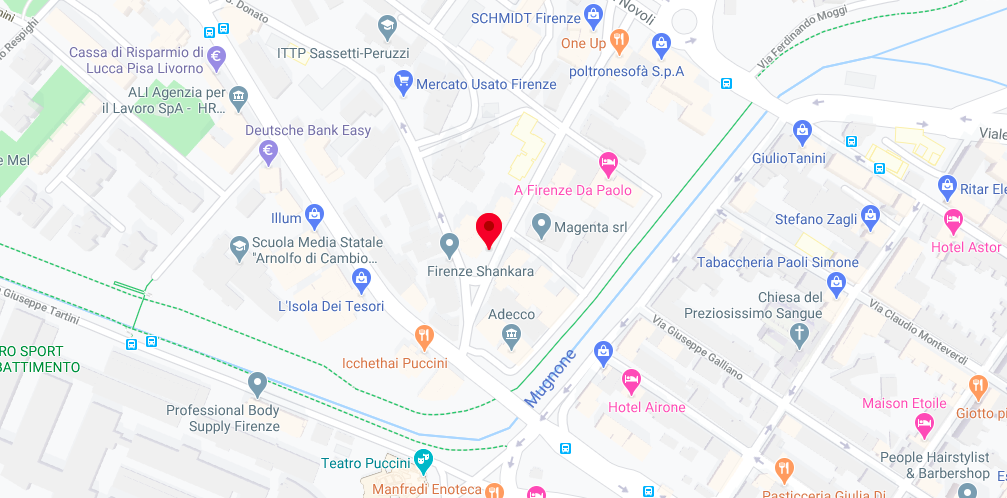 Donato
Respighi
SCHMIDT Firenze
Novoli
ITTP Sassetti-Peruzzi
One Up
Via Ferdinando Moggi
Cassa di Risparmio di
Lucca Pisa Livorno
poltronesofà S.p.A
Mercato Usato Firenze
ALI Agenzia per
il Lavoro SpA - HR...
Deutsche Bank Easy
Viale
e Mel
GiulioTanini
A Firenze Da Paolo
Ritar Ele
Illum
Magenta srl
Stefano Zagli
Scuola Media Statale
"Arnolfo di Cambio...
Hotel Astor
Firenze Shankara
Tabaccheria Paoli Simone
L'Isola Dei Tesori
Chiesa del
Preziosissimo Sangue
Giuseppe Tartini
Adecco
Via Claudio Monteverdi
Via Giuseppe Galliano
RO SPORT
BATTIMENTO
Icchethai Puccini
Mugnone
Professional Body
Supply Firenze
Hotel Airone
Maison Etoile
Giotto pi
Teatro Puccini
People Hairstylist
& Barbershop
Manfredi Enoteca
Pasticceria Giulia Di